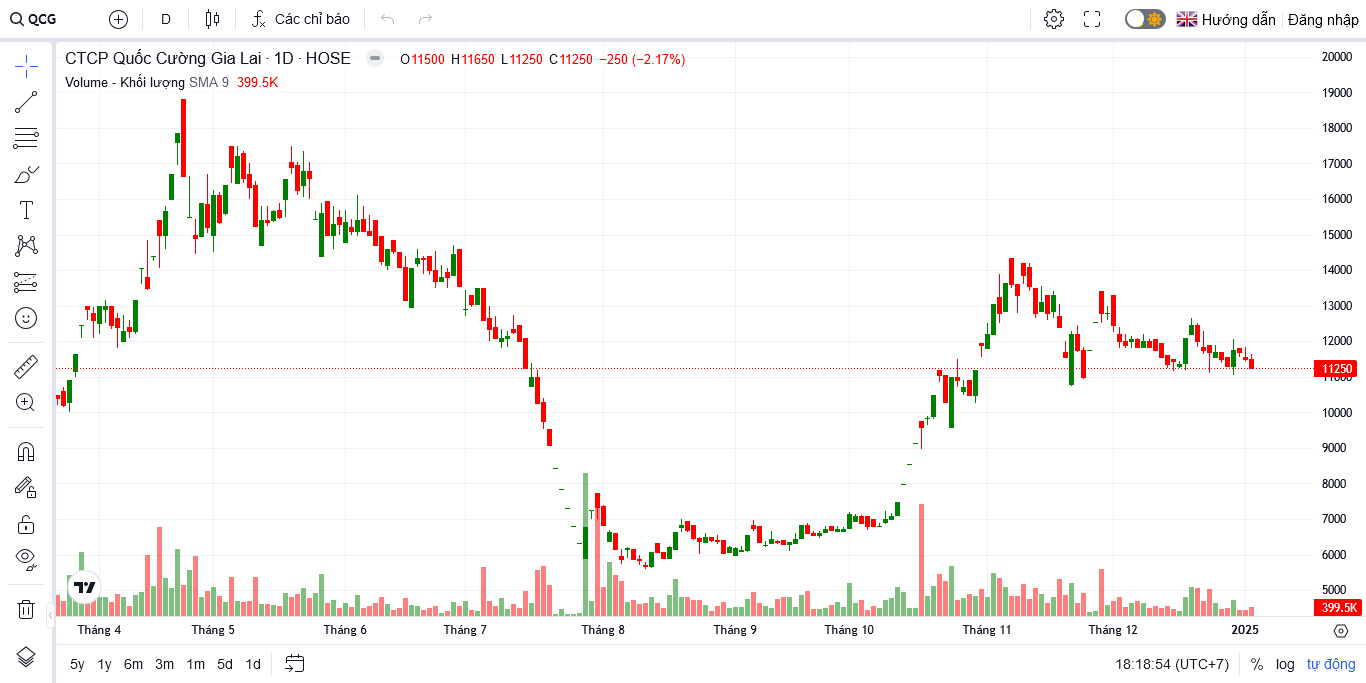 QCG D Các chỉ báo Hướng dẫn Đăng nhập
CTCP Quốc Cường Gia Lai · 1D · HOSE O11500 H11650 L11250 C11250 −250 (−2.17%)
Volume - Khối lượng SMA 9 399.5K
20000
19000
18000
17000
16000
15000
14000
13000
12000
11250
11000
10000
9000
8000
7000
6000
5000
399.5K
Tháng 4 Tháng 5 Tháng 6 Tháng 7 Tháng 8 Tháng 9 Tháng 10 Tháng 11 Tháng 12 2025
5y 1y 6m 3m 1m 5d 1d 18:18:54 (UTC+7) % log tự động